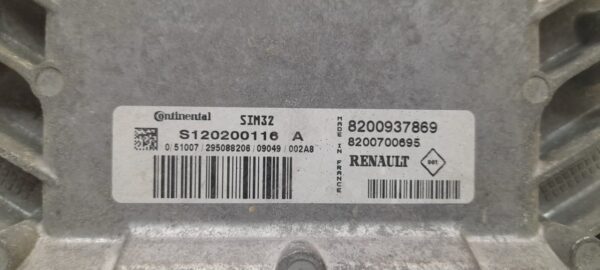 Continental SIM32
S120200116 A
0/51007/295088206/09049/002A8
MADE IN FRANCE
8200937869
8200700695
RENAULT